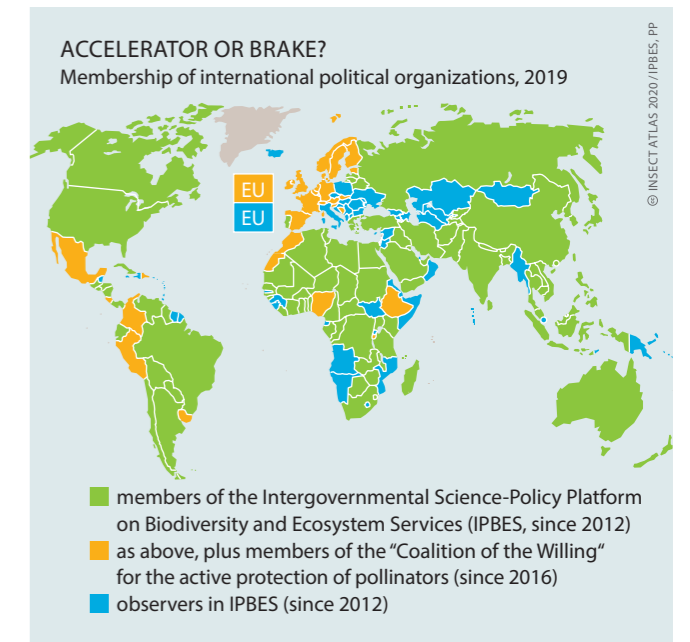 ACCELERATOR OR BRAKE?
Membership of international political organizations, 2019
EU
EU
members of the Intergovernmental Science-Policy Platform
on Biodiversity and Ecosystem Services (IPBES, since 2012)
as above, plus members of the “Coalition of the Willing“
for the active protection of pollinators (since 2016)
observers in IPBES (since 2012)
cc INSECT ATLAS 2020 / IPBES, PP